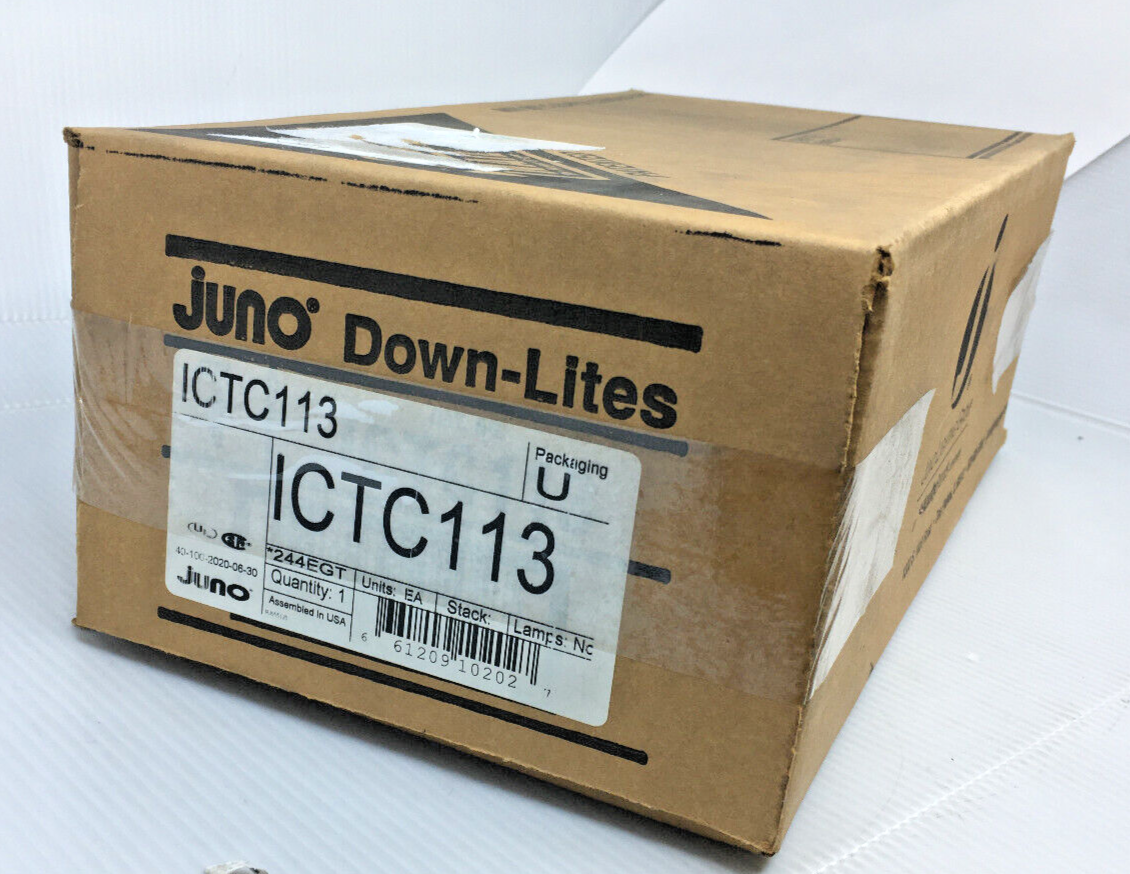 juno® Down-Lites
ICTC113
Packaging
U
ICTC113
40-100-2020-06-30
*244EGT
juno
Quantity: 1
Units: EA
Stack:
Lamps: No
Assembled in USA
6 61209 10202 7